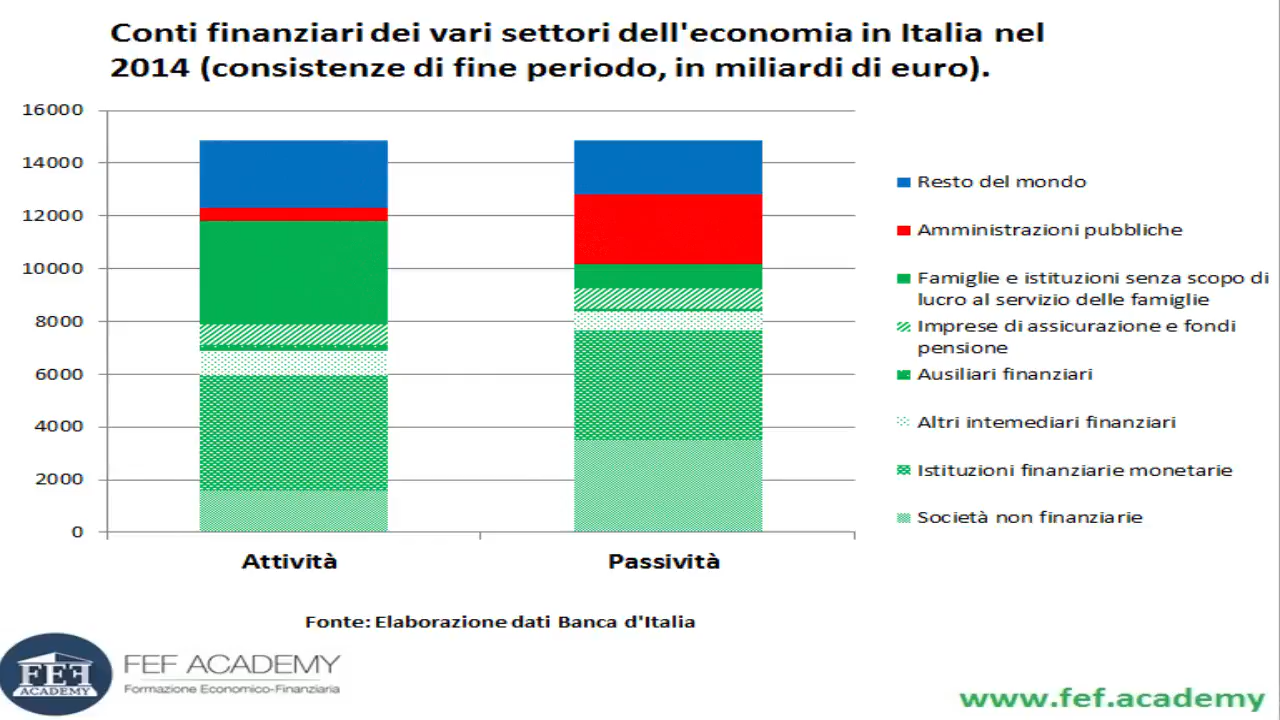 Conti finanziari dei vari settori dell'economia in Italia nel
2014 (consistenze di fine periodo, in miliardi di euro).
16000
14000
12000
10000
8000
6000
4000
2000
0
Attività
Passività
Resto del mondo
Amministrazioni pubbliche
Famiglie e istituzioni senza scopo di
lucro al servizio delle famiglie
Imprese di assicurazione e fondi
pensione
Ausiliari finanziari
Altri intemediari finanziari
Istituzioni finanziarie monetarie
Società non finanziarie
Fonte: Elaborazione dati Banca d'Italia
FEF
ACADEMY
FEF ACADEMY
Formazione Economico-Finanziaria
www.fef.academy